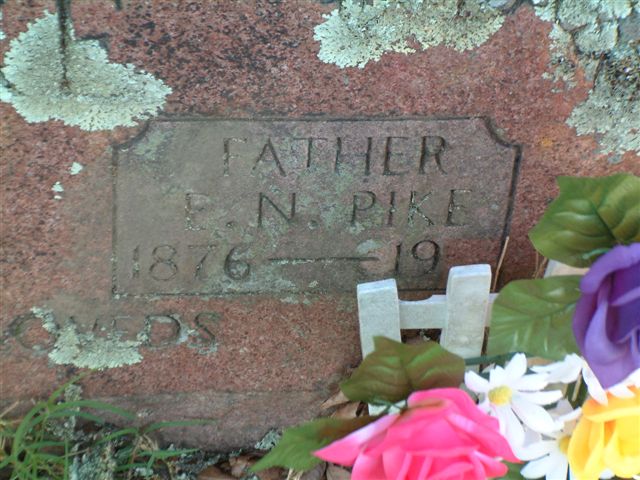 FATHER
E. N. PIKE
1876 — 19